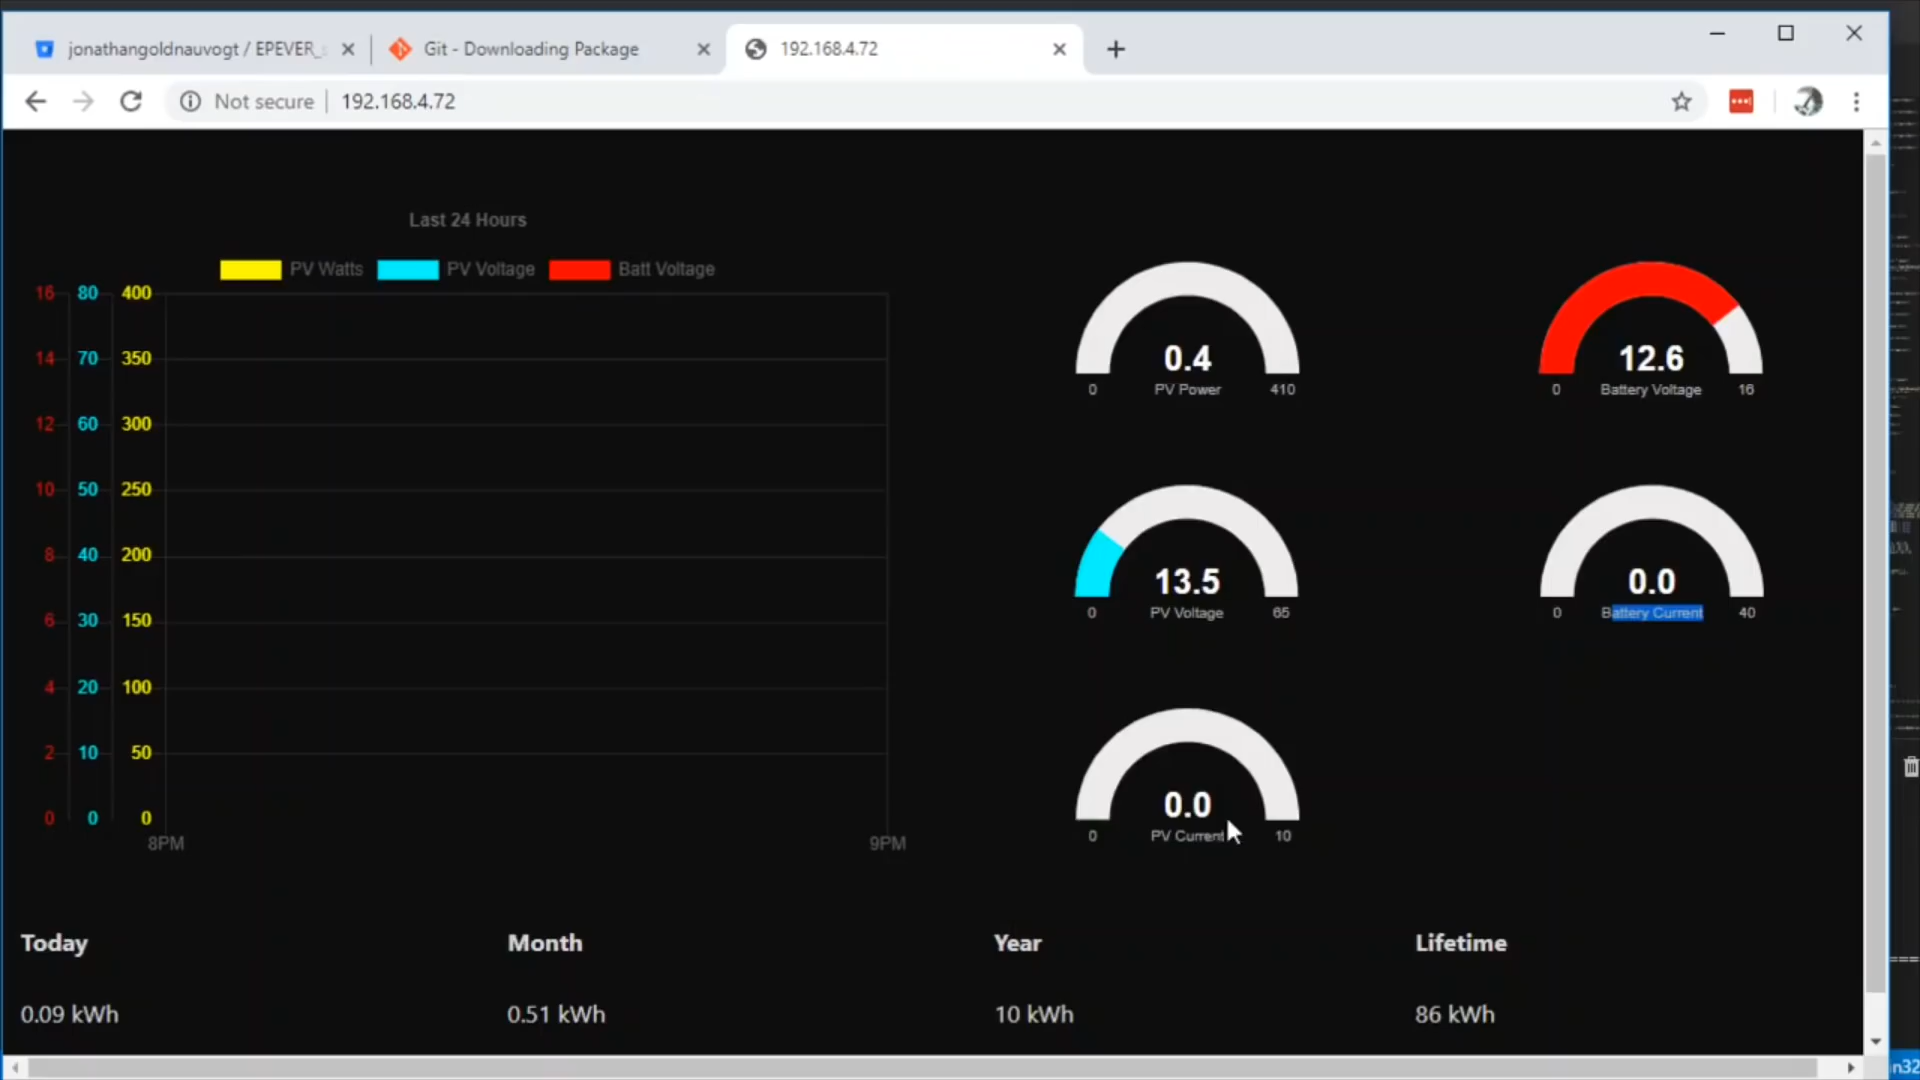 jonathangoldnauvogt / EPEVER_s
Git - Downloading Package
192.168.4.72
Not secure
192.168.4.72
Last 24 Hours
PV Watts
PV Voltage
Batt Voltage
16 80 400
14 70 350
12 60 300
10 50 250
8 40 200
6 30 150
4 20 100
2 10 50
0 0 0
8PM
9PM
0.4
0 PV Power 410
12.6
0 Battery Voltage 16
13.5
0 PV Voltage 65
0.0
0 Battery Current 40
0.0
0 PV Current 10
Today Month Year Lifetime
0.09 kWh 0.51 kWh 10 kWh 86 kWh
====
in32